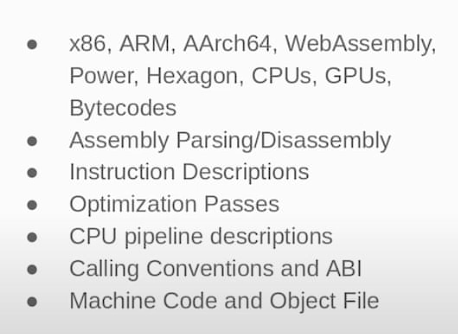 ● x86, ARM, AArch64, WebAssembly,
Power, Hexagon, CPUs, GPUs,
Bytecodes
● Assembly Parsing/Disassembly
● Instruction Descriptions
● Optimization Passes
● CPU pipeline descriptions
● Calling Conventions and ABI
● Machine Code and Object File